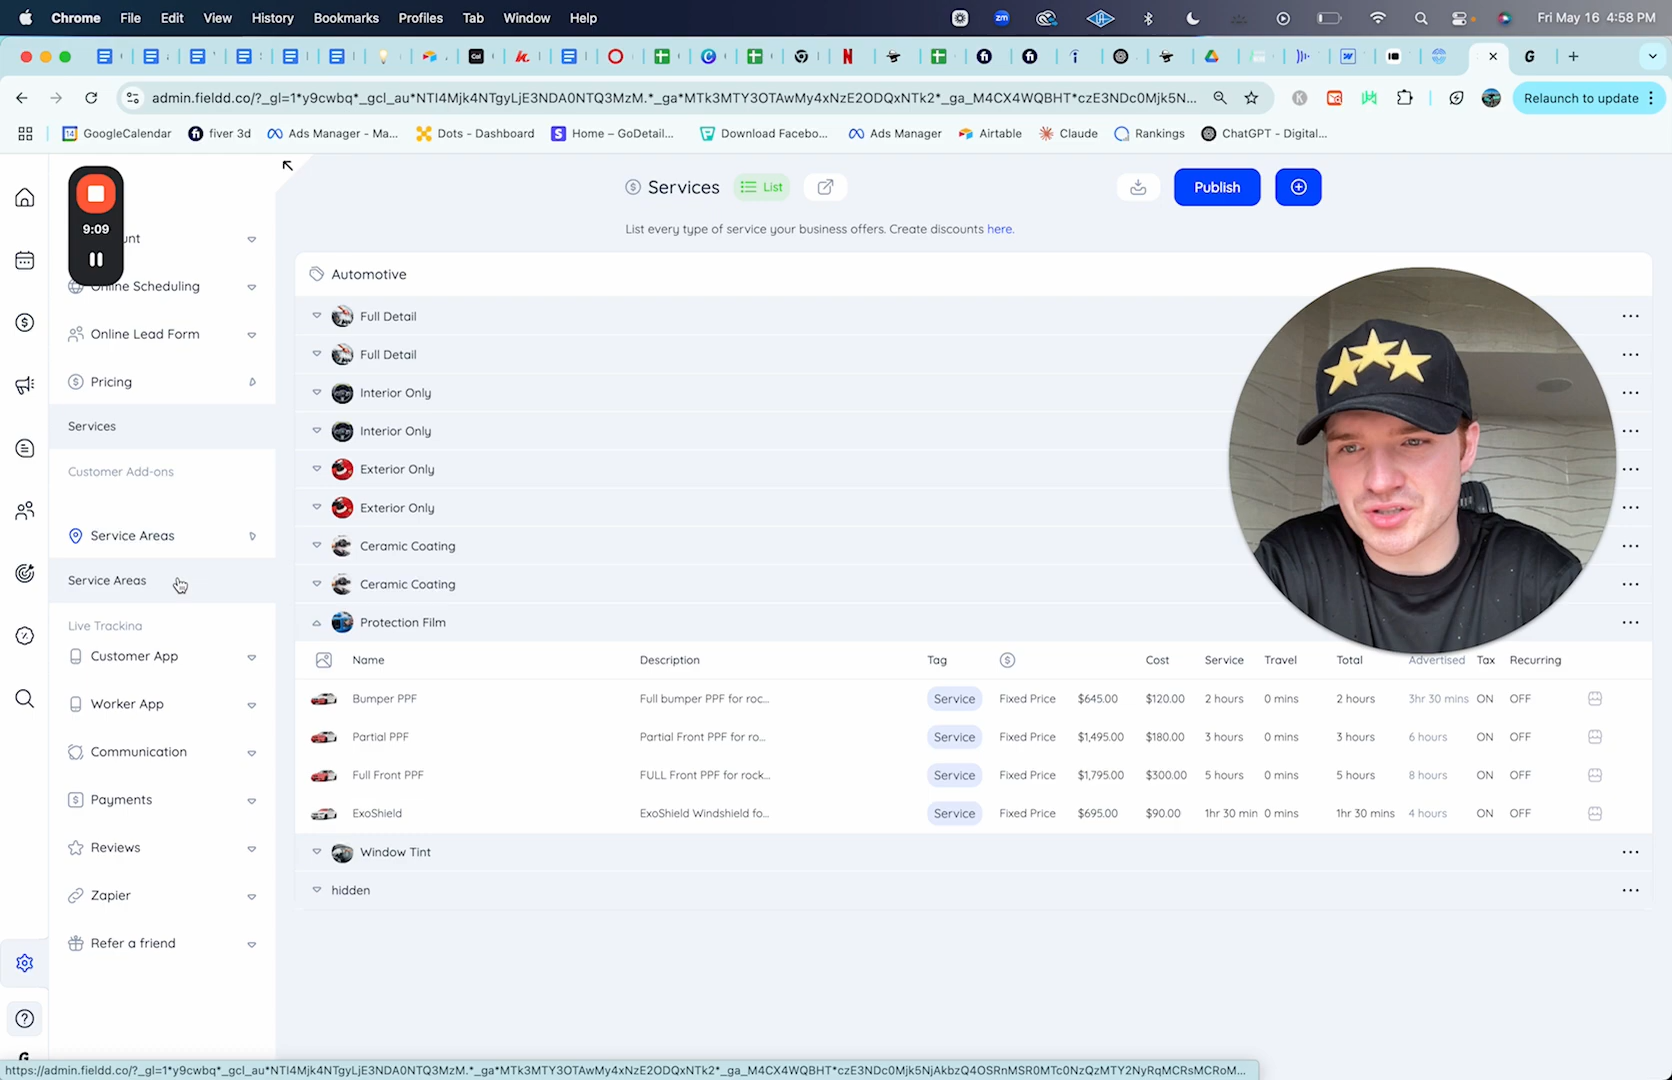 Chrome File Edit View History Bookmarks Profiles Tab Window Help
zm
Fri May 16 4:58 PM
admin.fieldd.co/?_gl=1*y9cwbq*_gcl_au*NTI4Mjk4NTgyLjE3NDA0NTQ3MzM.*_ga*MTk3MTY3OTAwMy4xNzE2ODQxNTk2*_ga_M4CX4WQBHT*czE3NDc0Mjk5N...
Relaunch to update
GoogleCalendar fiver 3d Ads Manager - Ma... Dots - Dashboard Home – GoDetail... Download Facebo... Ads Manager Airtable Claude Rankings ChatGPT - Digital...
9:09
unt
Online Scheduling
Online Lead Form
Pricing
Services
Customer Add-ons
Service Areas
Service Areas
Live Tracking
Customer App
Worker App
Communication
Payments
Reviews
Zapier
Refer a friend
Services List Publish
List every type of service your business offers. Create discounts here.
Automotive
Full Detail
Full Detail
Interior Only
Interior Only
Exterior Only
Exterior Only
Ceramic Coating
Ceramic Coating
Protection Film
Name Description Tag Cost Service Travel Total Advertised Tax Recurring
Bumper PPF Full bumper PPF for roc... Service Fixed Price $645.00 $120.00 2 hours 0 mins 2 hours 3hr 30 mins ON OFF
Partial PPF Partial Front PPF for ro... Service Fixed Price $1,495.00 $180.00 3 hours 0 mins 3 hours 6 hours ON OFF
Full Front PPF FULL Front PPF for rock... Service Fixed Price $1,795.00 $300.00 5 hours 0 mins 5 hours 8 hours ON OFF
ExoShield ExoShield Windshield fo... Service Fixed Price $695.00 $90.00 1hr 30 min 0 mins 1hr 30 mins 4 hours ON OFF
Window Tint
hidden
https://admin.fieldd.co/?_gl=1*y9cwbq*_gcl_au*NTI4Mjk4NTgyLjE3NDA0NTQ3MzM.*_ga*MTk3MTY3OTAwMy4xNzE2ODQxNTk2*_ga_M4CX4WQBHT*czE3NDc0Mjk5NjAkbzQ4OSRnMSR0MTc0NzQzMTY2NyRqMCRsMCRoM...